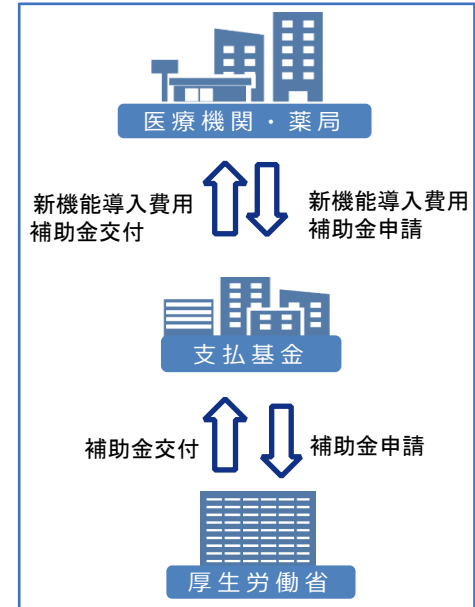 医療機関・薬局
新機能導入費用
補助金交付
新機能導入費用
補助金申請
支払基金
補助金交付
補助金申請
厚生労働省